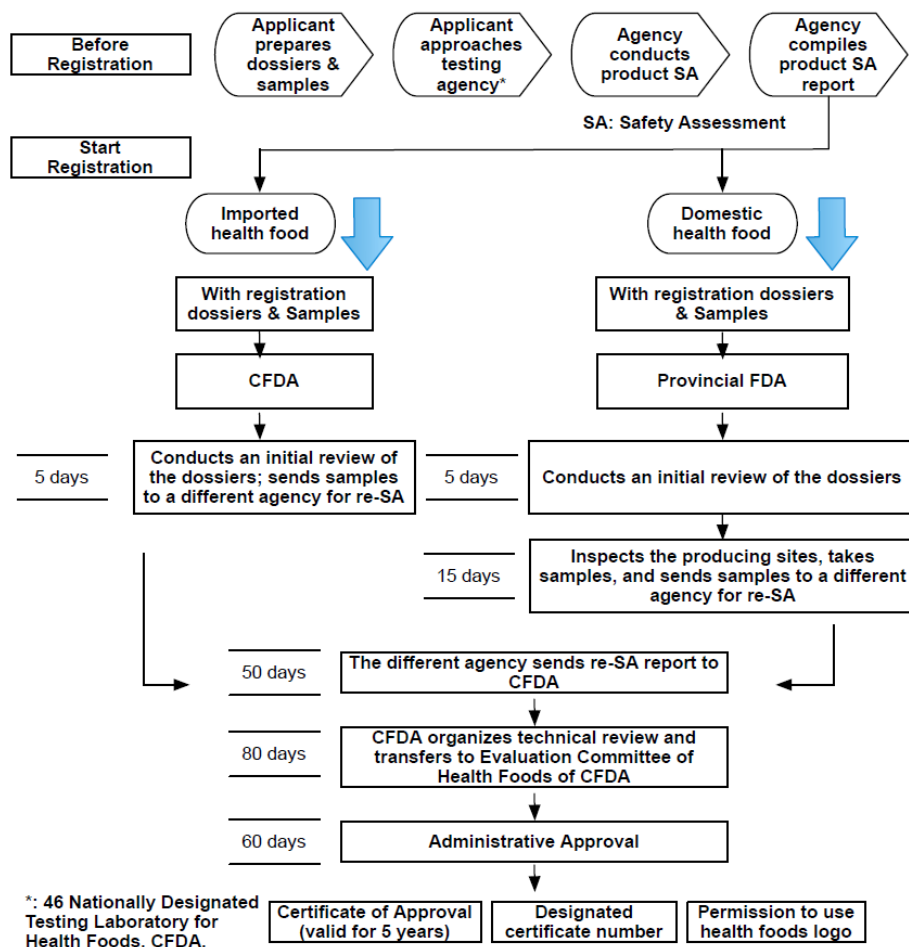 Before
Registration
Applicant
prepares
dossiers &
samples
Applicant
approaches
testing
agency*
Agency
conducts
product SA
Agency
compiles
product SA
report
SA: Safety Assessment
Start
Registration
Imported
health food
Domestic
health food
With registration
dossiers & Samples
With registration dossiers
& Samples
CFDA
Provincial FDA
5 days
Conducts an initial review of
the dossiers; sends samples
to a different agency for re-SA
5 days
Conducts an initial review of the dossiers
15 days
Inspects the producing sites, takes
samples, and sends samples to a different
agency for re-SA
50 days
The different agency sends re-SA report to
CFDA
80 days
CFDA organizes technical review and
transfers to Evaluation Committee of
Health Foods of CFDA
60 days
Administrative Approval
*: 46 Nationally Designated
Testing Laboratory for
Health Foods, CFDA.
Certificate of Approval
(valid for 5 years)
Designated
certificate number
Permission to use
health foods logo